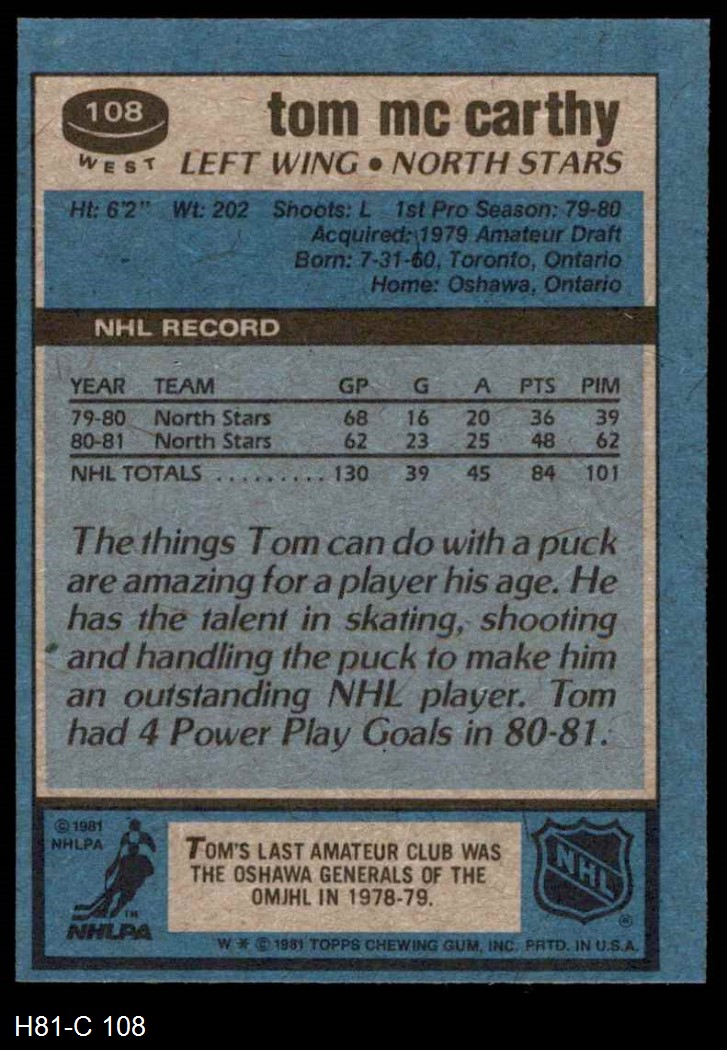 108
WEST
tom mc carthy
LEFT WING • NORTH STARS
Ht: 6'2" Wt: 202 Shoots: L 1st Pro Season: 79-80
Acquired: 1979 Amateur Draft
Born: 7-31-60, Toronto, Ontario
Home: Oshawa, Ontario
NHL RECORD
YEAR TEAM GP G A PTS PIM
79-80 North Stars 68 16 20 36 39
80-81 North Stars 62 23 25 48 62
NHL TOTALS .......... 130 39 45 84 101
The things Tom can do with a puck
are amazing for a player his age. He
has the talent in skating, shooting
and handling the puck to make him
an outstanding NHL player. Tom
had 4 Power Play Goals in 80-81.
© 1981
NHLPA
TM
NHLPA
TOM'S LAST AMATEUR CLUB WAS
THE OSHAWA GENERALS OF THE
OMJHL IN 1978-79.
NHL
®
W * © 1981 TOPPS CHEWING GUM, INC. PRTD. IN U.S.A.
H81-C 108